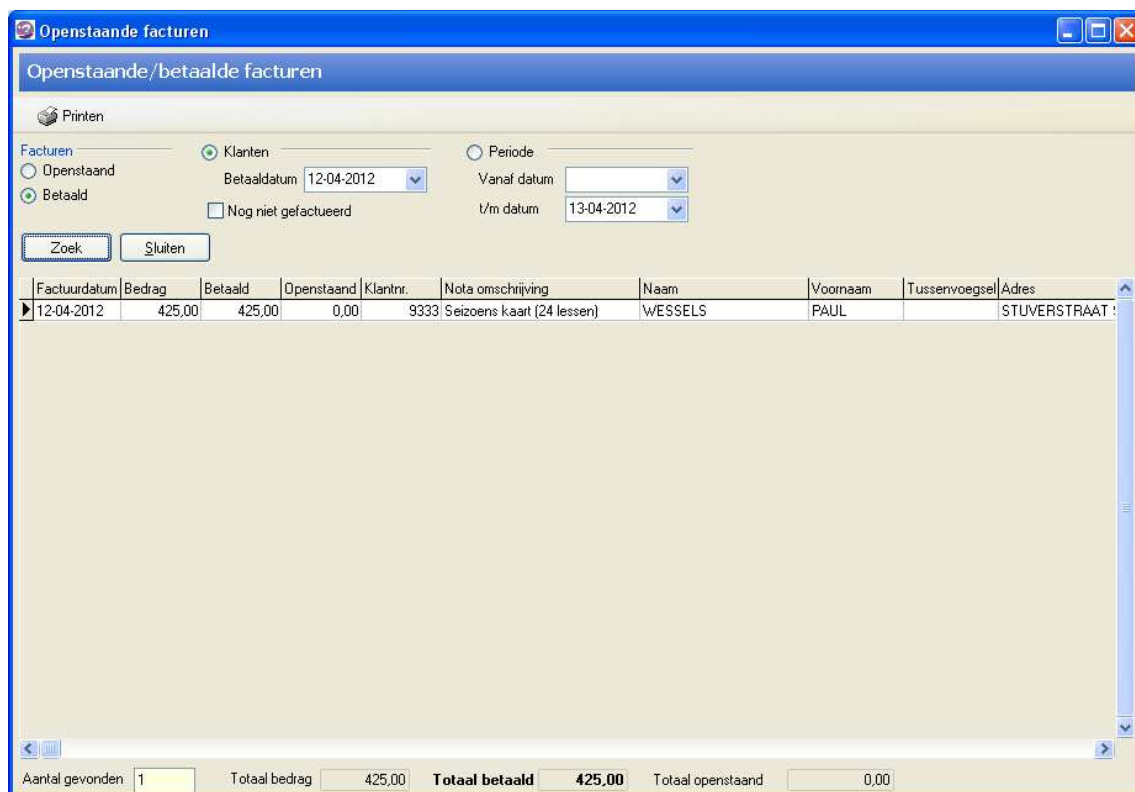 Openstaande facturen
Openstaande/betaalde facturen
Printen
Facturen Klanten Periode
Openstaand Betaaldatum 12-04-2012 Vanaf datum
Betaald Nog niet gefactueerd t/m datum 13-04-2012
Zoek Sluiten
Factuurdatum Bedrag Betaald Openstaand Klantnr. Nota omschrijving Naam Voornaam Tussenvoegsel Adres
12-04-2012 425,00 425,00 0,00 9333 Seizoens kaart (24 lessen) WESSELS PAUL STUVERSTRAAT
Aantal gevonden 1 Totaal bedrag 425,00 Totaal betaald 425,00 Totaal openstaand 0,00